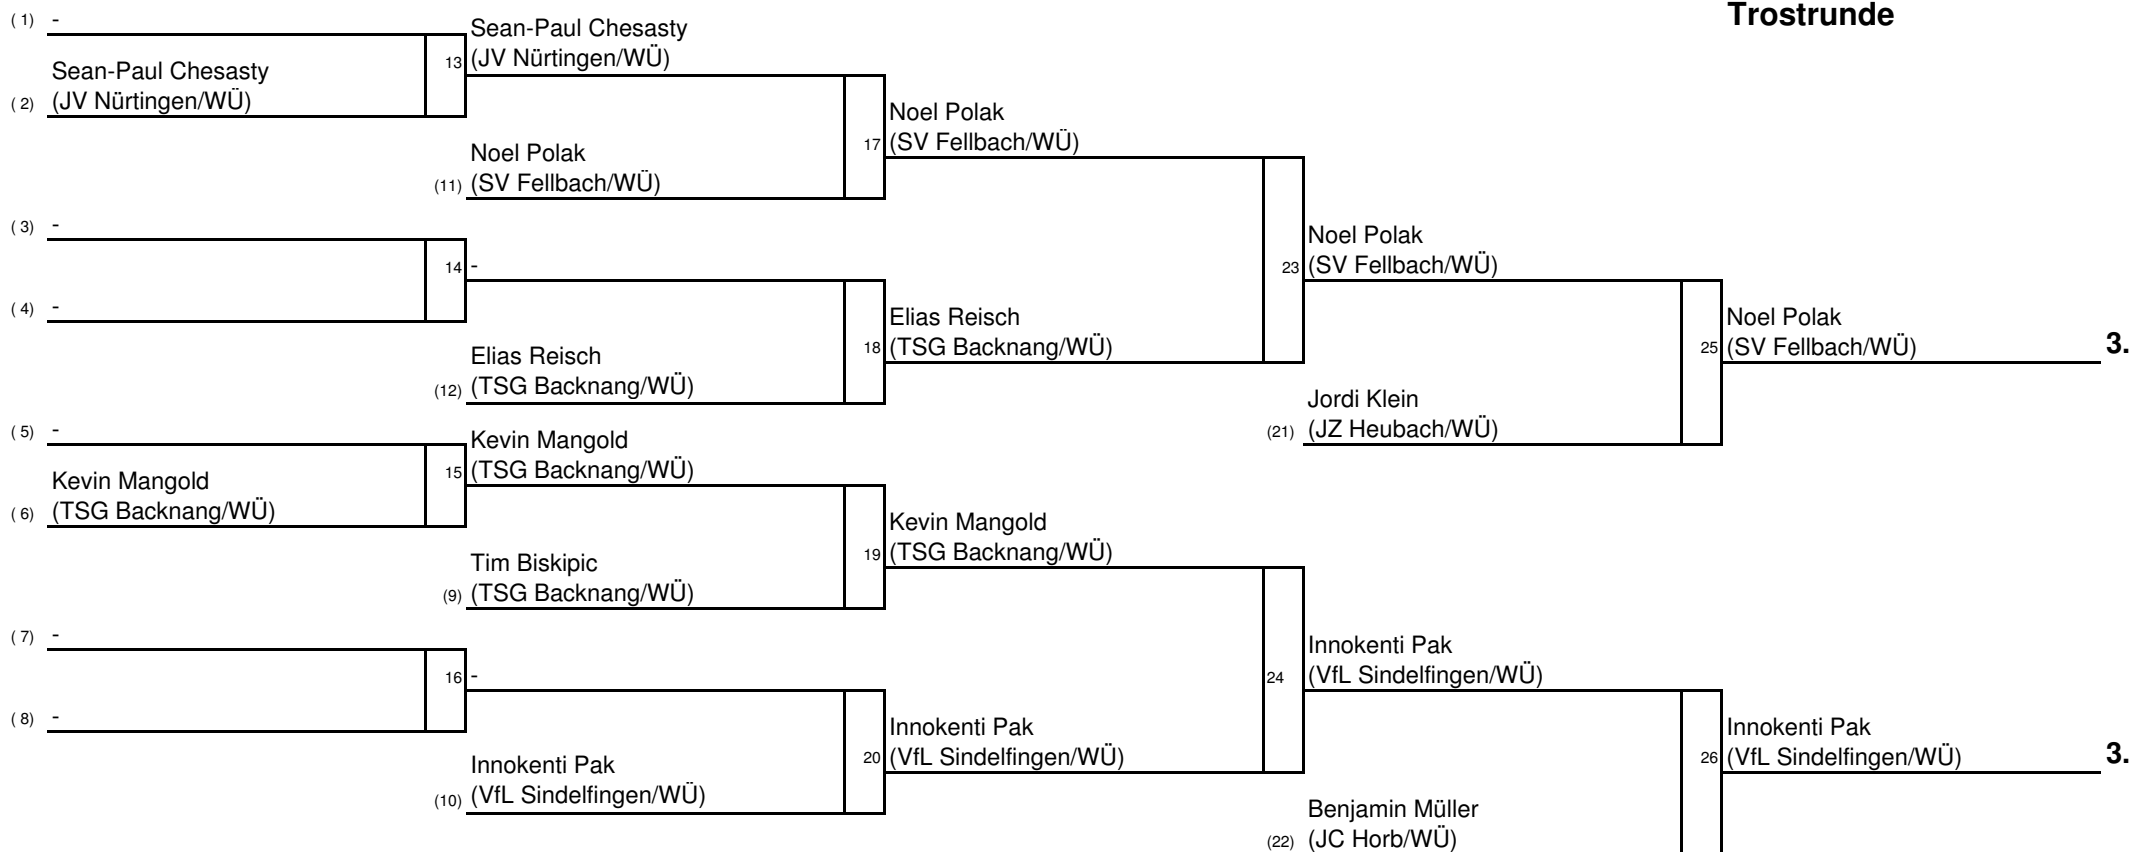 Trostrunde
( 1) -
Sean-Paul Chesasty
( 2) (JV Nürtingen/WÜ)
13
Sean-Paul Chesasty
(JV Nürtingen/WÜ)
Noel Polak
(11) (SV Fellbach/WÜ)
17
Noel Polak
(SV Fellbach/WÜ)
( 3) -
( 4) -
14 -
Elias Reisch
(12) (TSG Backnang/WÜ)
18
Elias Reisch
(TSG Backnang/WÜ)
23
Noel Polak
(SV Fellbach/WÜ)
Jordi Klein
(21) (JZ Heubach/WÜ)
25
Noel Polak
(SV Fellbach/WÜ)
3.
( 5) -
Kevin Mangold
( 6) (TSG Backnang/WÜ)
15
Kevin Mangold
(TSG Backnang/WÜ)
Tim Biskipic
(9) (TSG Backnang/WÜ)
19
Kevin Mangold
(TSG Backnang/WÜ)
( 7) -
( 8) -
16 -
Innokenti Pak
(10) (VfL Sindelfingen/WÜ)
20
Innokenti Pak
(VfL Sindelfingen/WÜ)
24
Innokenti Pak
(VfL Sindelfingen/WÜ)
Benjamin Müller
(22) (JC Horb/WÜ)
26
Innokenti Pak
(VfL Sindelfingen/WÜ)
3.